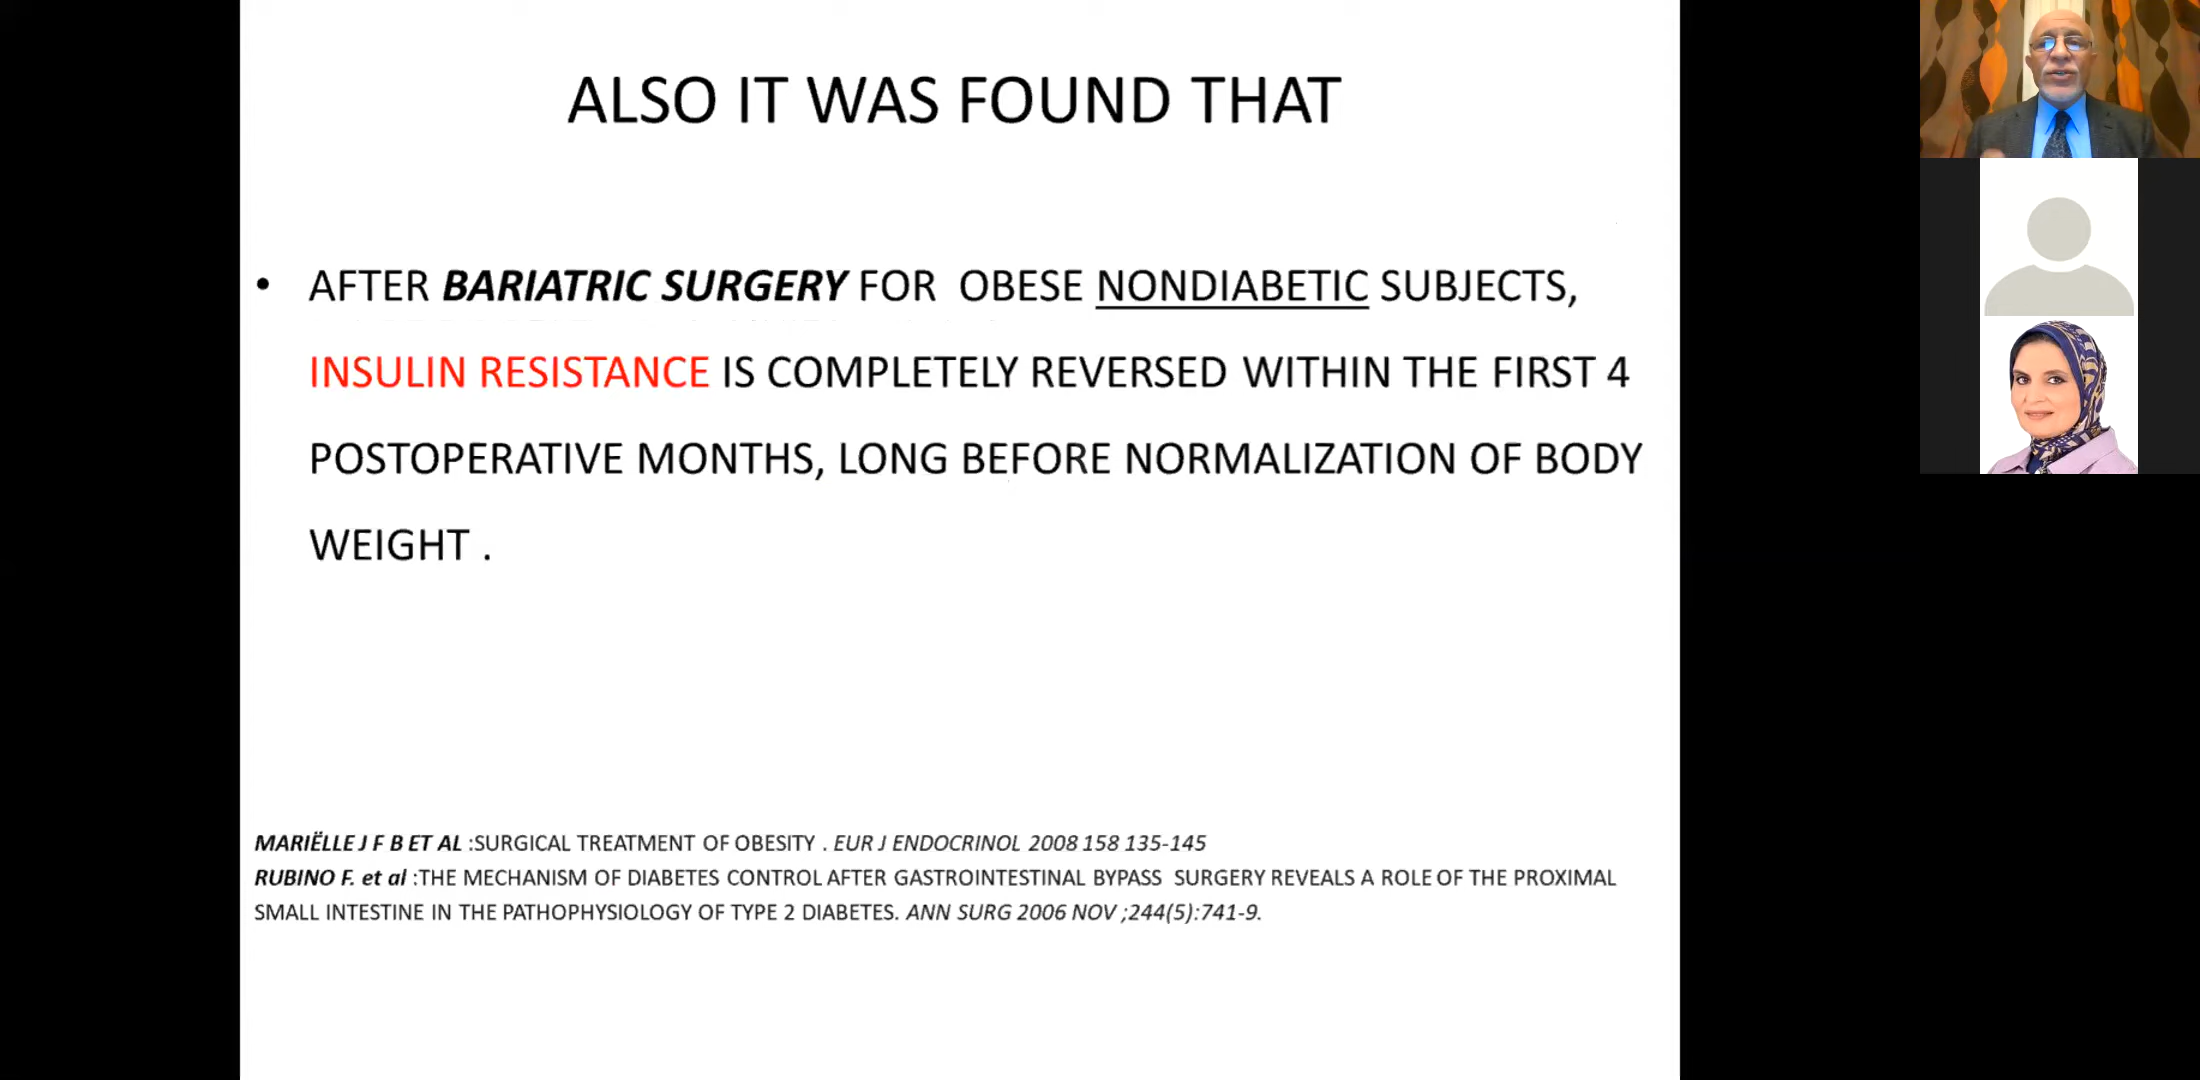 ALSO IT WAS FOUND THAT
• AFTER BARIATRIC SURGERY FOR OBESE NONDIABETIC SUBJECTS,
INSULIN RESISTANCE IS COMPLETELY REVERSED WITHIN THE FIRST 4
POSTOPERATIVE MONTHS, LONG BEFORE NORMALIZATION OF BODY
WEIGHT .
MARIËLLE J F B ET AL :SURGICAL TREATMENT OF OBESITY . EUR J ENDOCRINOL 2008 158 135-145
RUBINO F. et al :THE MECHANISM OF DIABETES CONTROL AFTER GASTROINTESTINAL BYPASS SURGERY REVEALS A ROLE OF THE PROXIMAL
SMALL INTESTINE IN THE PATHOPHYSIOLOGY OF TYPE 2 DIABETES. ANN SURG 2006 NOV ;244(5):741-9.